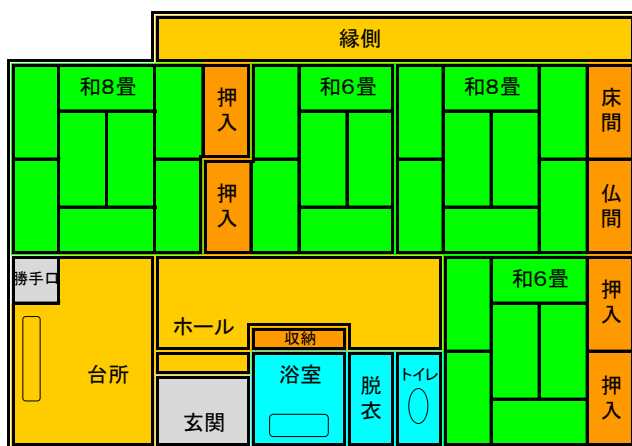 縁側
和8畳
押入
和6畳
和8畳
床間
押入
仏間
勝手口
和6畳
押入
ホール
収納
台所
浴室
脱衣
トイレ
押入
玄関